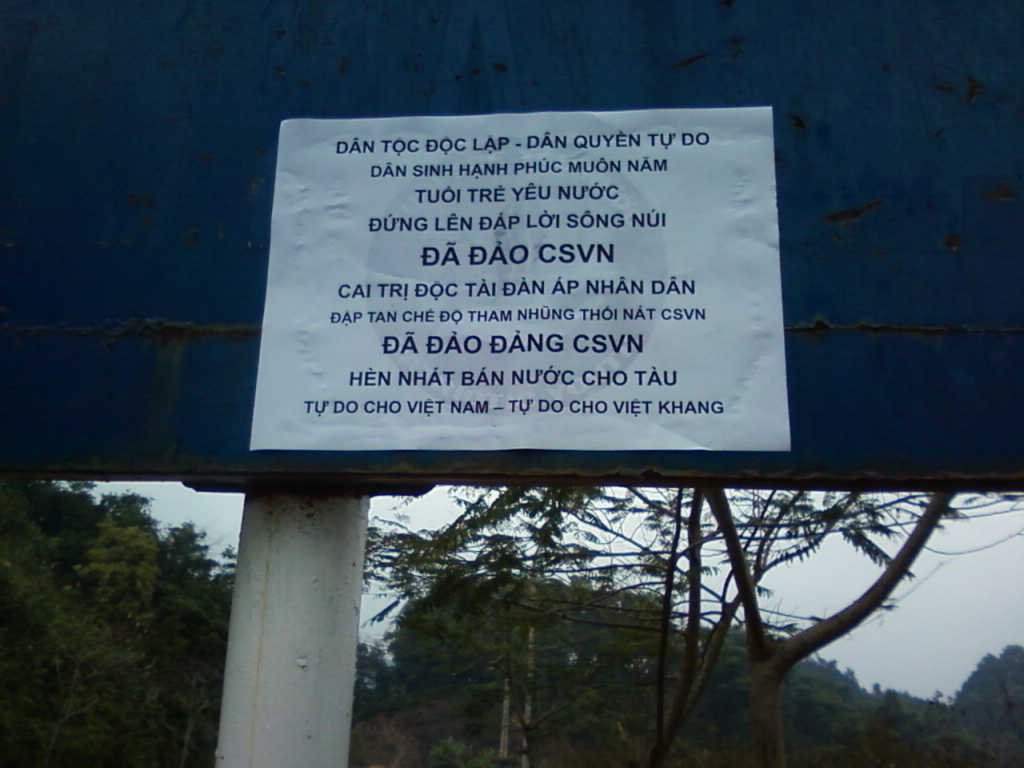 DÂN TỘC ĐỘC LẬP - DÂN QUYỀN TỰ DO
DÂN SINH HẠNH PHÚC MUÔN NĂM
TUỔI TRẺ YÊU NƯỚC
ĐỨNG LÊN ĐÁP LỜI SÔNG NÚI
ĐÃ ĐẢO CSVN
CAI TRỊ ĐỘC TÀI ĐÀN ÁP NHÂN DÂN
ĐẬP TAN CHẾ ĐỘ THAM NHŨNG THỐI NÁT CSVN
ĐÃ ĐẢO ĐẢNG CSVN
HÈN NHÁT BÁN NƯỚC CHO TÀU
TỰ DO CHO VIỆT NAM – TỰ DO CHO VIỆT KHANG